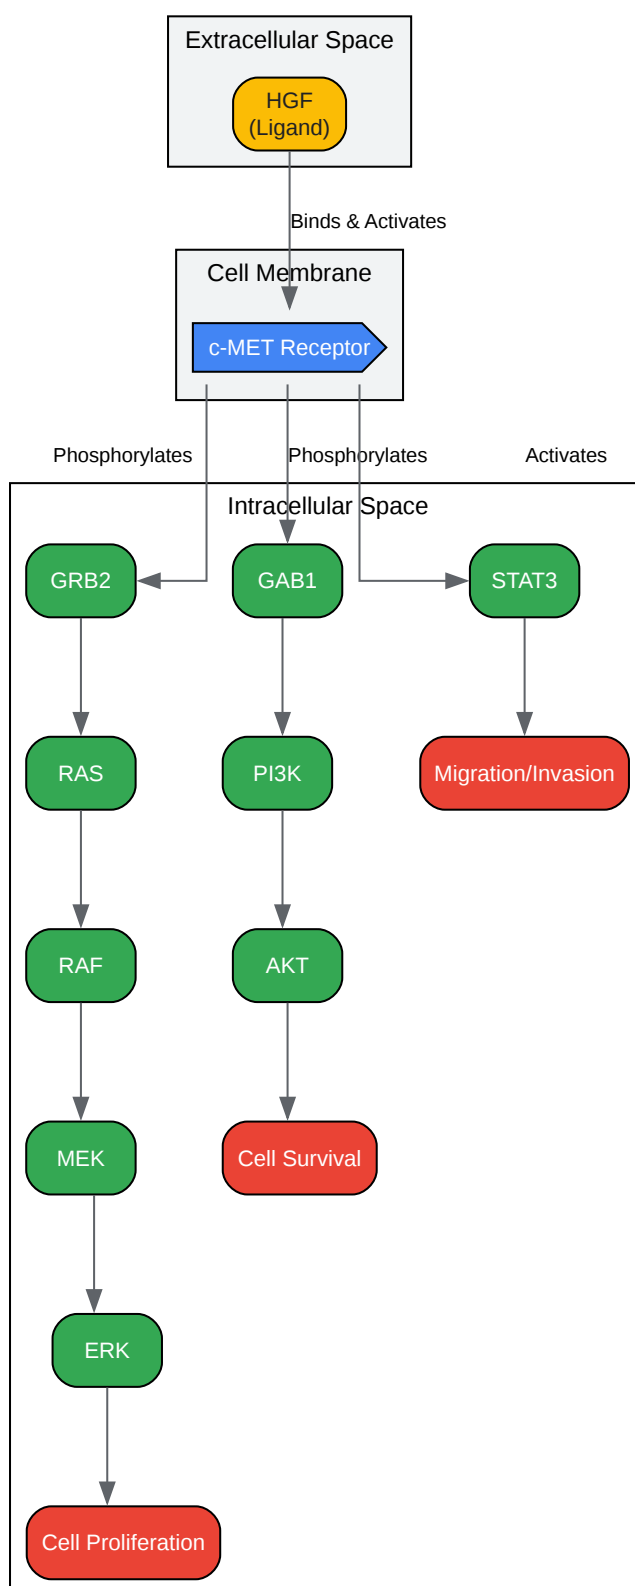 Extracellular Space
HGF
(Ligand)
Binds & Activates
Cell Membrane
c-MET Receptor
Phosphorylates
Phosphorylates
Activates
Intracellular Space
GRB2
GAB1
STAT3
RAS
PI3K
Migration/Invasion
RAF
AKT
MEK
Cell Survival
ERK
Cell Proliferation